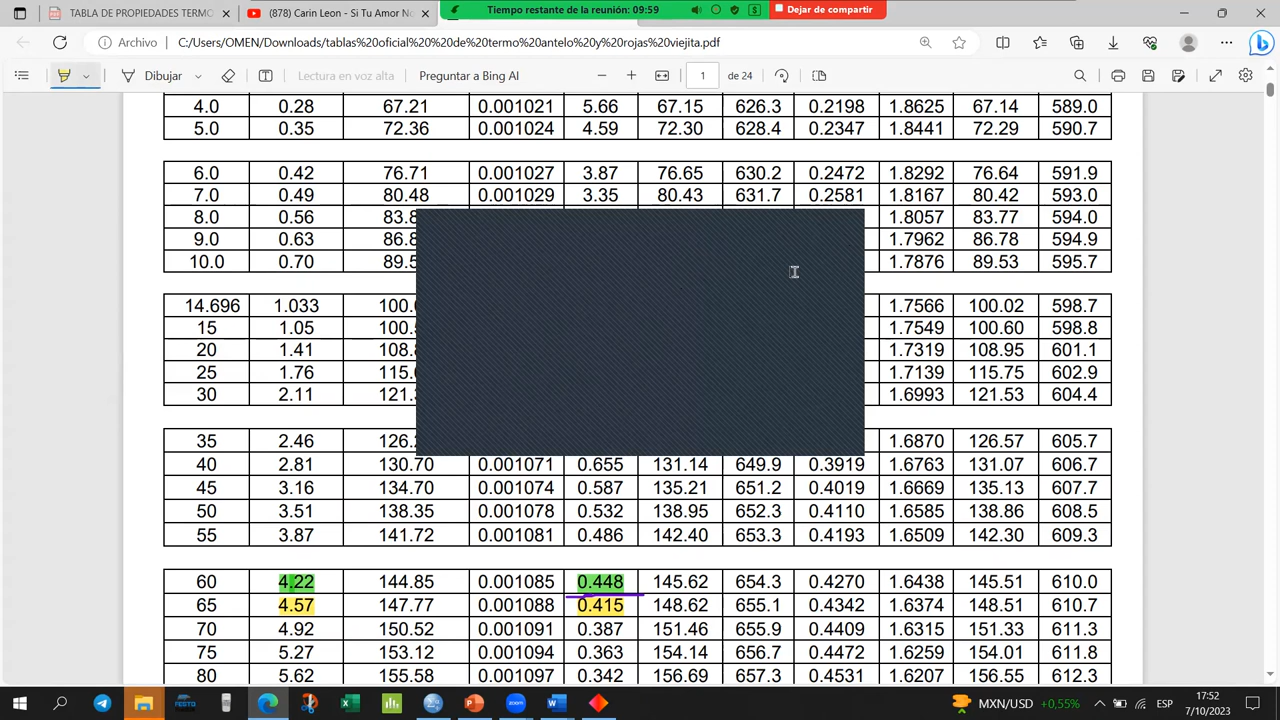 Tiempo restante de la reunión: 09:59
Dejar de compartir
TABLA DE PROPIEDADES TERMO
(878) Carin Leon - Si Tu Amor No
Archivo
C:/Users/OMEN/Downloads/tablas%20oficial%20%20de%20termo%20antelo%20y%20rojas%20viejita.pdf
Dibujar
Lectura en voz alta
Preguntar a Bing AI
1
de 24
4.0 0.28 67.21 0.001021 5.66 67.15 626.3 0.2198 1.8625 67.14 589.0
5.0 0.35 72.36 0.001024 4.59 72.30 628.4 0.2347 1.8441 72.29 590.7
6.0 0.42 76.71 0.001027 3.87 76.65 630.2 0.2472 1.8292 76.64 591.9
7.0 0.49 80.48 0.001029 3.35 80.43 631.7 0.2581 1.8167 80.42 593.0
8.0 0.56 83.8 1.8057 83.77 594.0
9.0 0.63 86.8 1.7962 86.78 594.9
10.0 0.70 89.5 1.7876 89.53 595.7
14.696 1.033 100.0 1.7566 100.02 598.7
15 1.05 100. 1.7549 100.60 598.8
20 1.41 108. 1.7319 108.95 601.1
25 1.76 115. 1.7139 115.75 602.9
30 2.11 121. 1.6993 121.53 604.4
35 2.46 126.2 1.6870 126.57 605.7
40 2.81 130.70 0.001071 0.655 131.14 649.9 0.3919 1.6763 131.07 606.7
45 3.16 134.70 0.001074 0.587 135.21 651.2 0.4019 1.6669 135.13 607.7
50 3.51 138.35 0.001078 0.532 138.95 652.3 0.4110 1.6585 138.86 608.5
55 3.87 141.72 0.001081 0.486 142.40 653.3 0.4193 1.6509 142.30 609.3
60 4.22 144.85 0.001085 0.448 145.62 654.3 0.4270 1.6438 145.51 610.0
65 4.57 147.77 0.001088 0.415 148.62 655.1 0.4342 1.6374 148.51 610.7
70 4.92 150.52 0.001091 0.387 151.46 655.9 0.4409 1.6315 151.33 611.3
75 5.27 153.12 0.001094 0.363 154.14 656.7 0.4472 1.6259 154.01 611.8
80 5.62 155.58 0.001097 0.342 156.69 657.3 0.4531 1.6207 156.55 612.3
MXN/USD +0,55%
ESP
17:52
7/10/2023